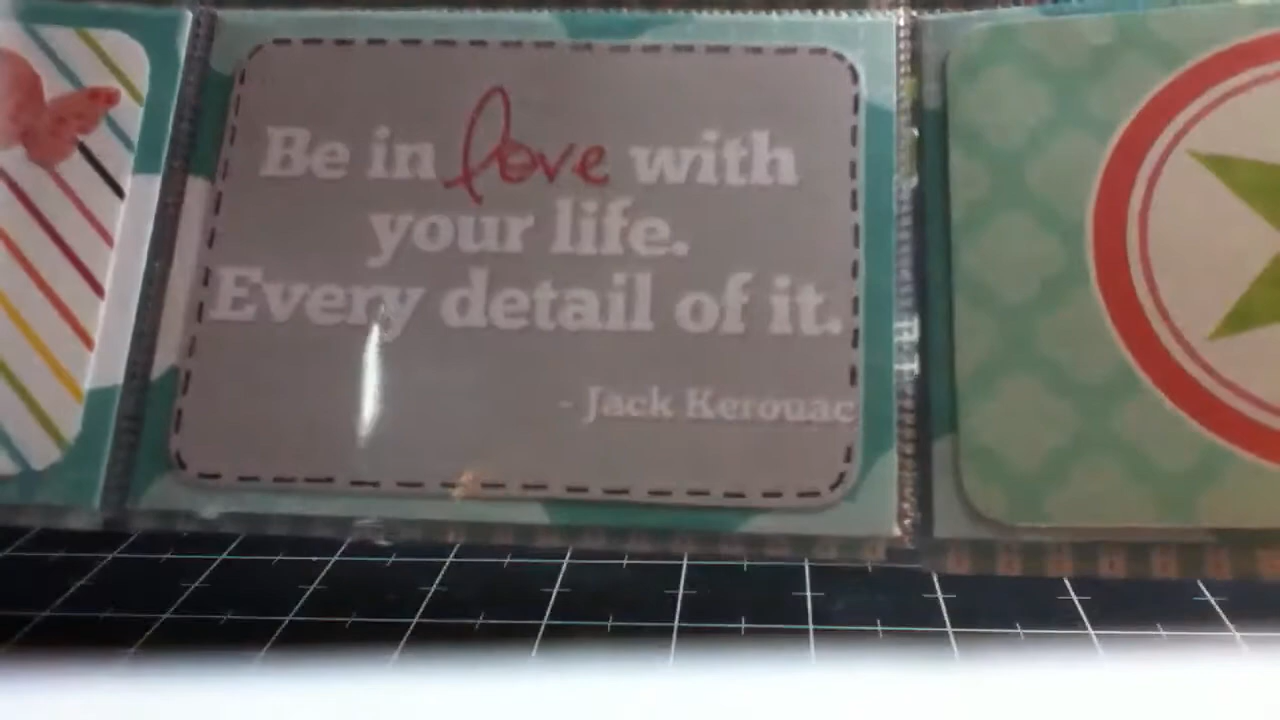 Be in love with
your life.
Every detail of it.
- Jack Kerouac